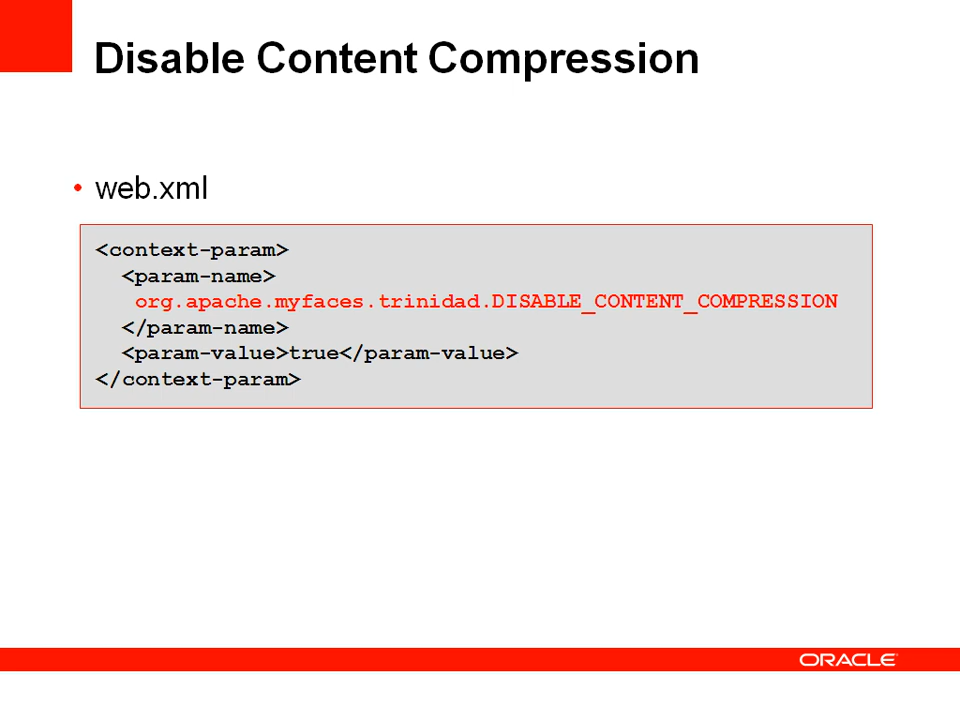 Disable Content Compression
• web.xml
<context-param>
<param-name>
org.apache.myfaces.trinidad.DISABLE_CONTENT_COMPRESSION
</param-name>
<param-value>true</param-value>
</context-param>
ORACLE